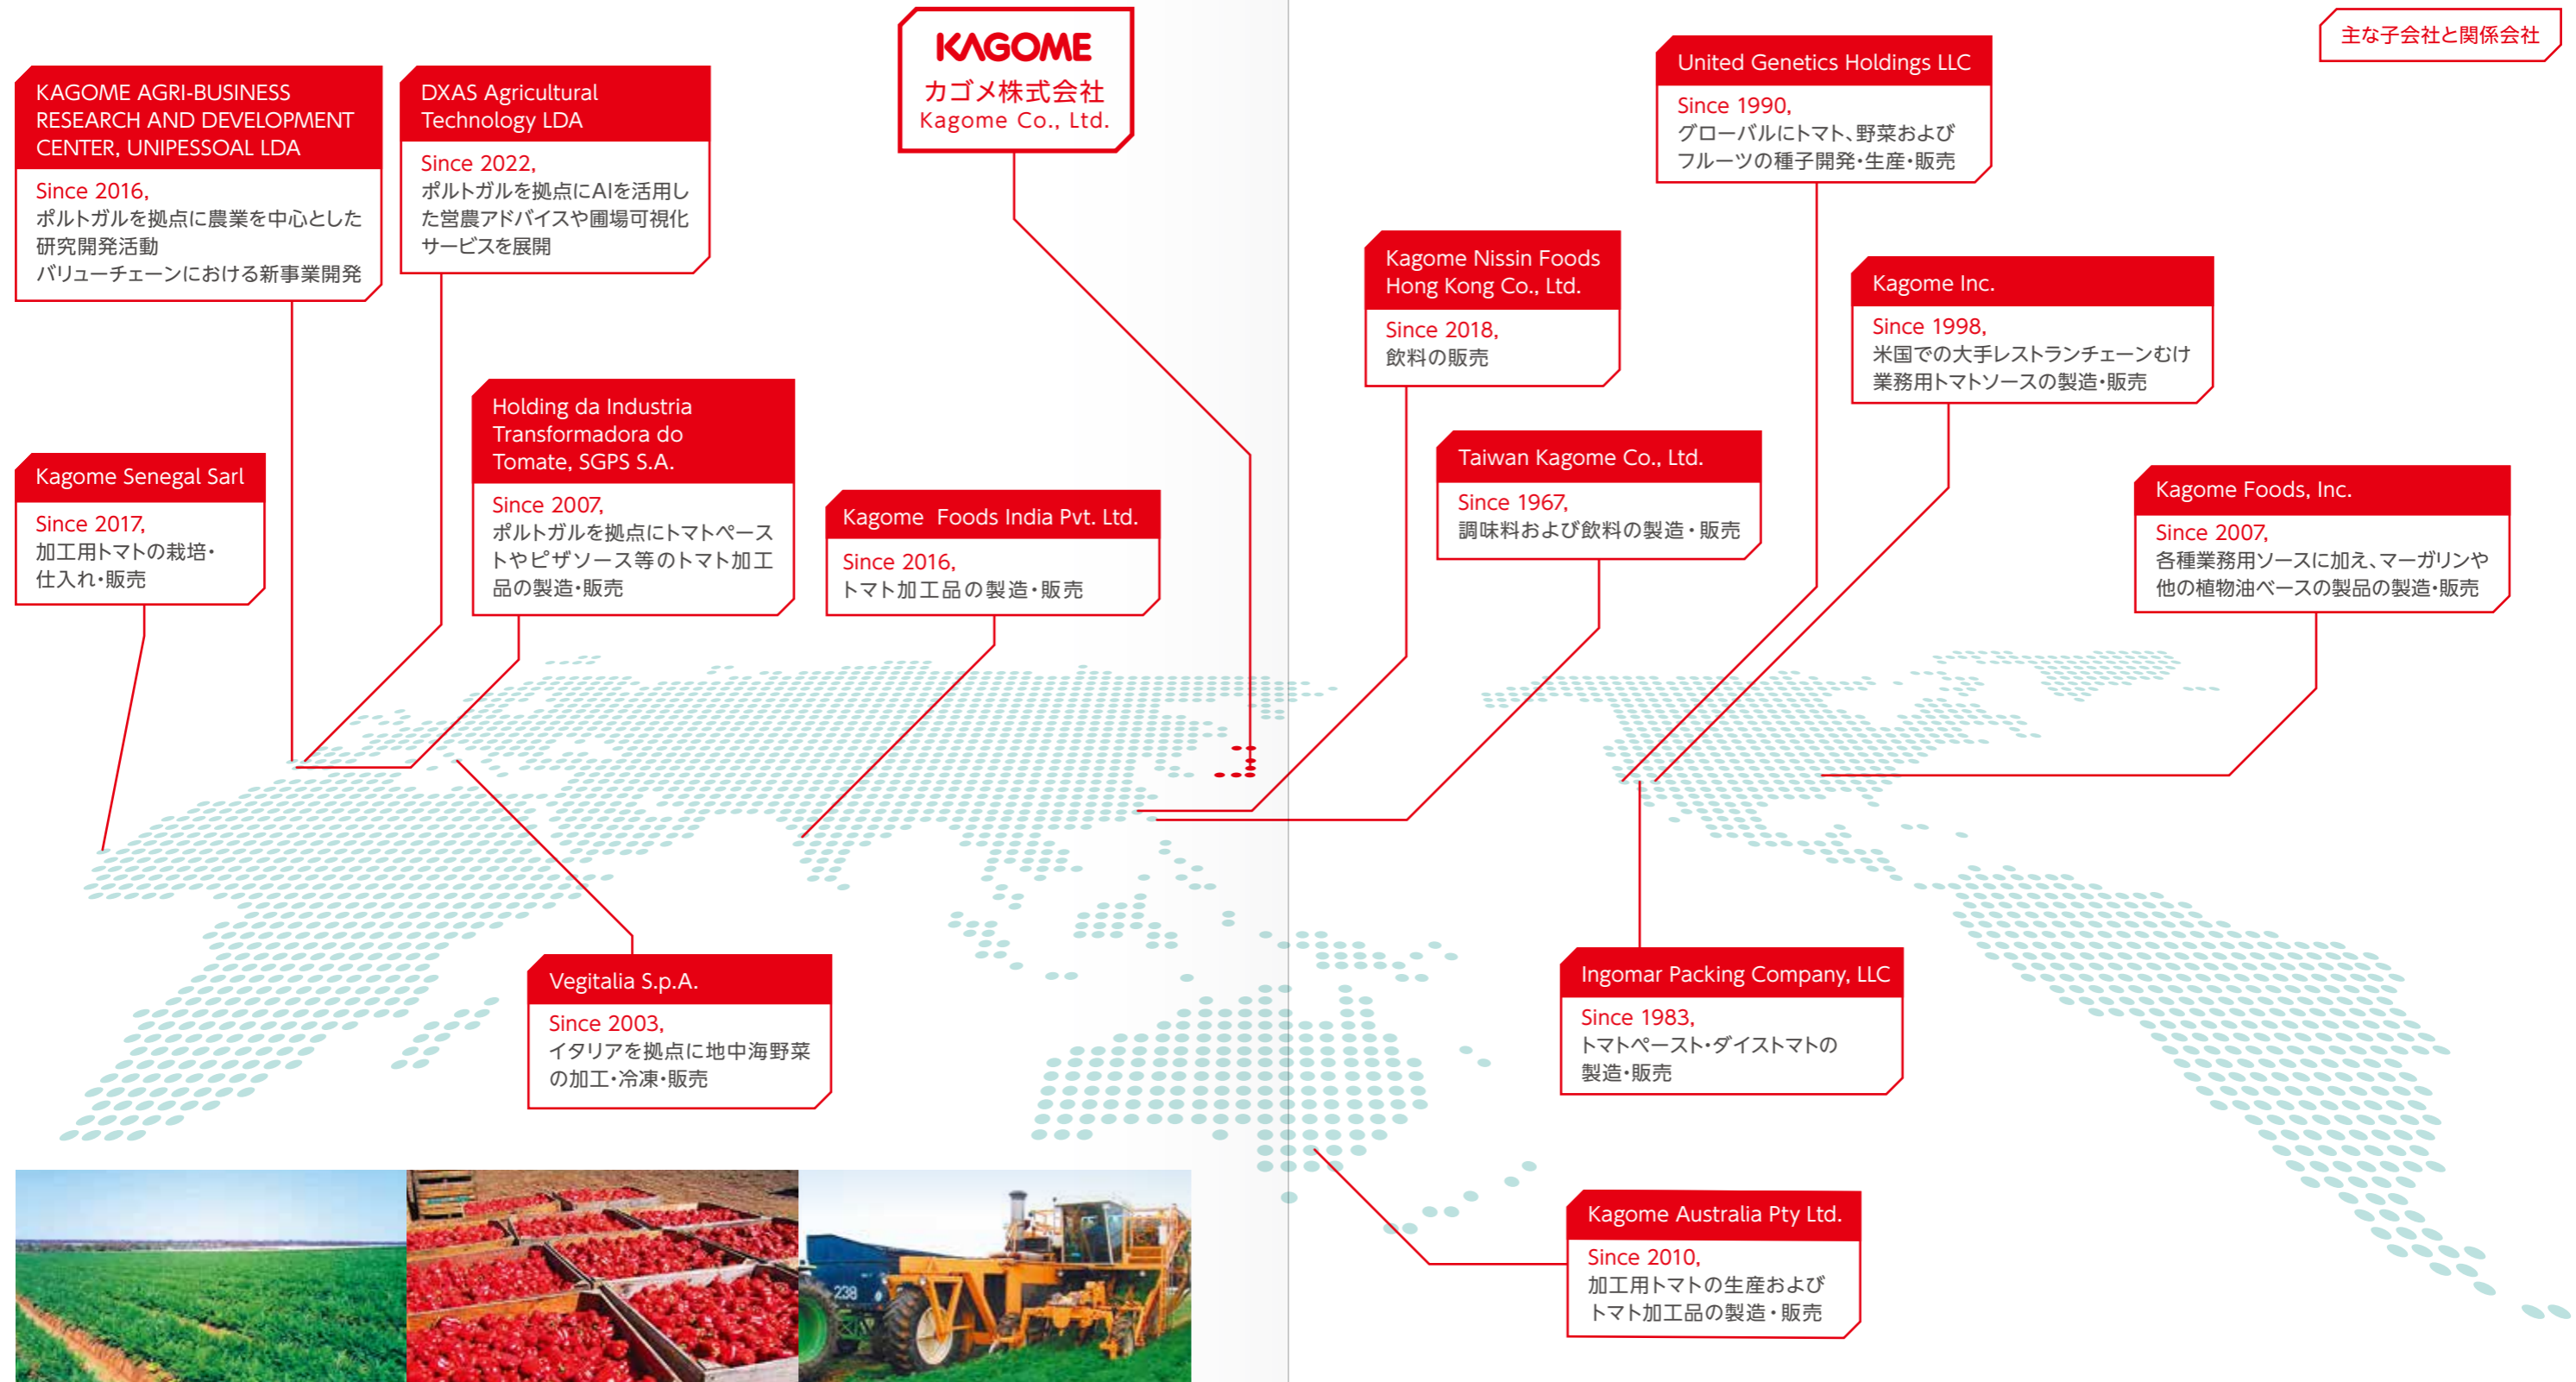 主な子会社と関係会社
KAGOME
カゴメ株式会社
Kagome Co., Ltd.
KAGOME AGRI-BUSINESS
RESEARCH AND DEVELOPMENT
CENTER, UNIPESSOAL LDA
Since 2016,
ポルトガルを拠点に農業を中心とした
研究開発活動
バリューチェーンにおける新事業開発
DXAS Agricultural
Technology LDA
Since 2022,
ポルトガルを拠点にAIを活用し
た営農アドバイスや圃場可視化
サービスを展開
United Genetics Holdings LLC
Since 1990,
グローバルにトマト、野菜および
フルーツの種子開発・生産・販売
Kagome Nissin Foods
Hong Kong Co., Ltd.
Since 2018,
飲料の販売
Kagome Inc.
Since 1998,
米国での大手レストランチェーンむけ
業務用トマトソースの製造・販売
Kagome Senegal Sarl
Since 2017,
加工用トマトの栽培・
仕入れ・販売
Holding da Industria
Transformadora do
Tomate, SGPS S.A.
Since 2007,
ポルトガルを拠点にトマトペース
トやピザソース等のトマト加工
品の製造・販売
Kagome Foods India Pvt. Ltd.
Since 2016,
トマト加工品の製造・販売
Taiwan Kagome Co., Ltd.
Since 1967,
調味料および飲料の製造・販売
Kagome Foods, Inc.
Since 2007,
各種業務用ソースに加え、マーガリンや
他の植物油ベースの製品の製造・販売
Vegitalia S.p.A.
Since 2003,
イタリアを拠点に地中海野菜
の加工・冷凍・販売
Ingomar Packing Company, LLC
Since 1983,
トマトペースト・ダイストマトの
製造・販売
Kagome Australia Pty Ltd.
Since 2010,
加工用トマトの生産および
トマト加工品の製造・販売
238